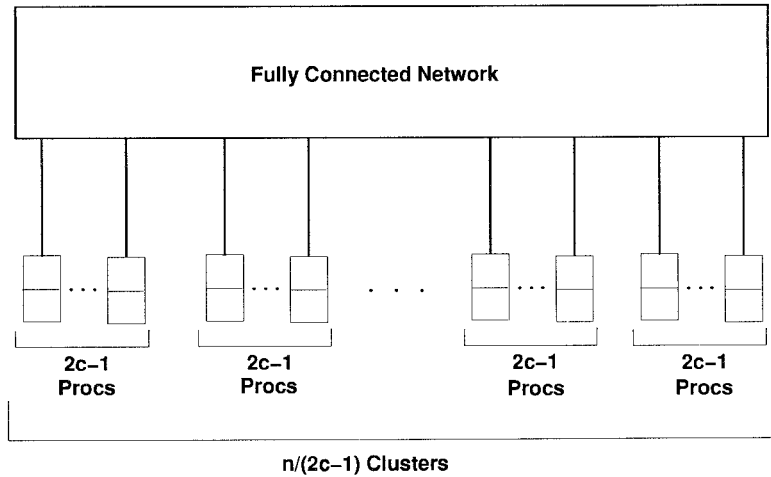 Fully Connected Network
2c−1 2c−1 2c−1 2c−1
Procs Procs Procs Procs
n/(2c−1) Clusters